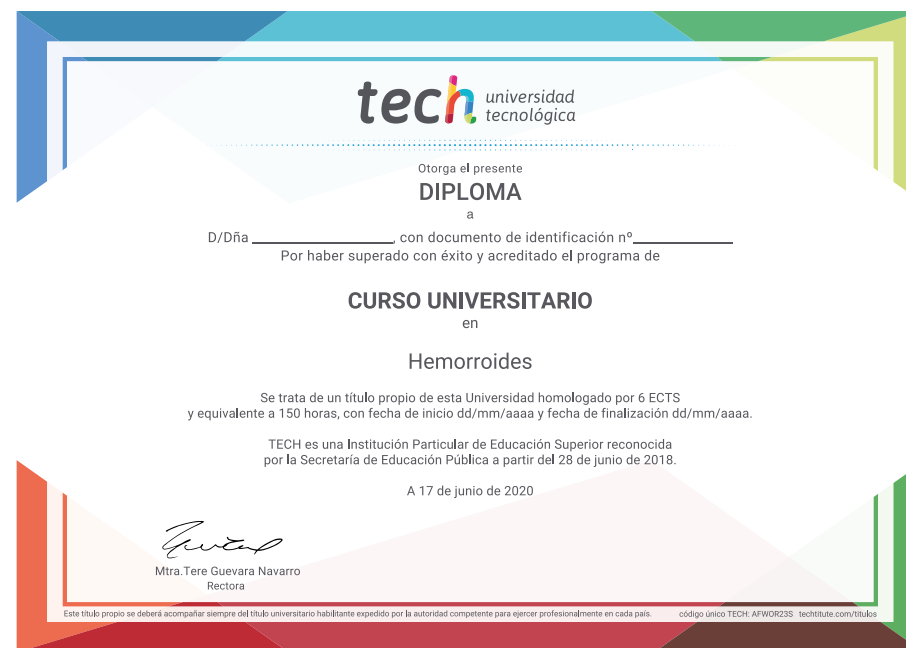 tech universidad
tecnológica
Otorga el presente
DIPLOMA
a
D/Dña ______________, con documento de identificación nº__________
Por haber superado con éxito y acreditado el programa de
CURSO UNIVERSITARIO
en
Hemorroides
Se trata de un título propio de esta Universidad homologado por 6 ECTS
y equivalente a 150 horas, con fecha de inicio dd/mm/aaaa y fecha de finalización dd/mm/aaaa.
TECH es una Institución Particular de Educación Superior reconocida
por la Secretaría de Educación Pública a partir del 28 de junio de 2018.
A 17 de junio de 2020
Mtra.Tere Guevara Navarro
Rectora
Este título propio se deberá acompañar siempre del título universitario habilitante expedido por la autoridad competente para ejercer profesionalmente en cada país. código único TECH: AFWOR23S techtitute.com/titulos